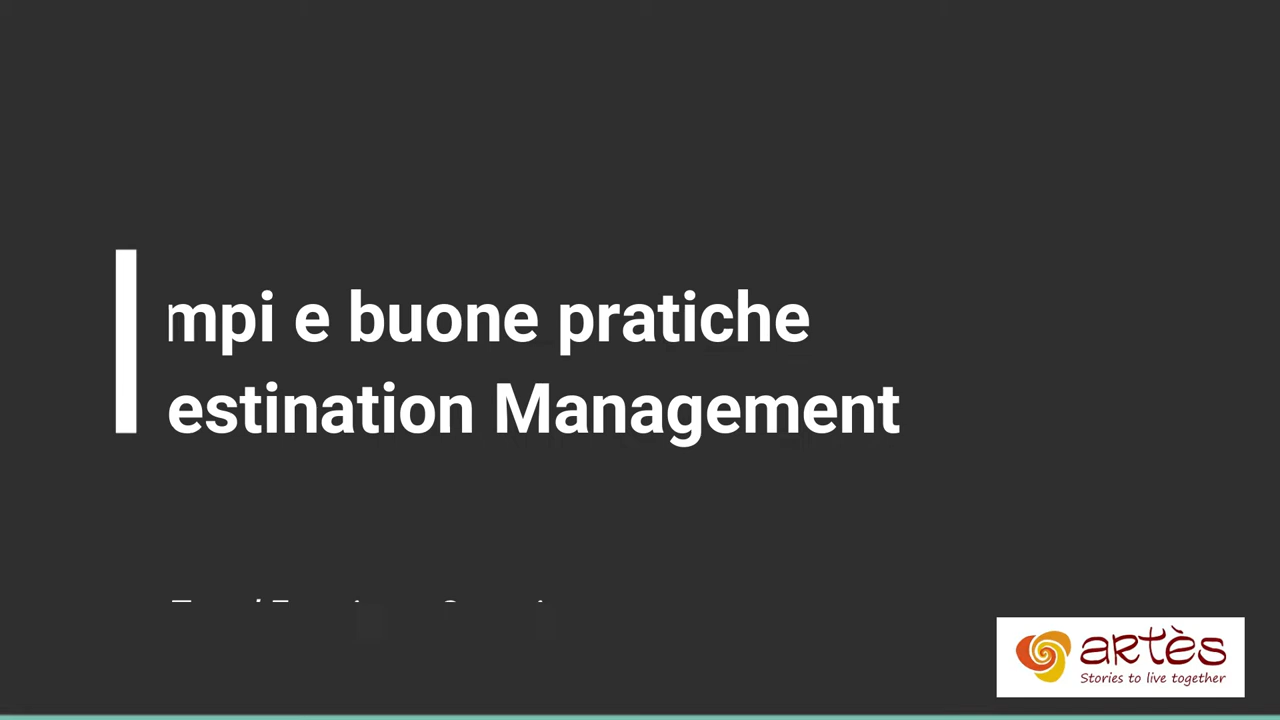 mpi e buone pratiche
estination Management
artès
Stories to live together